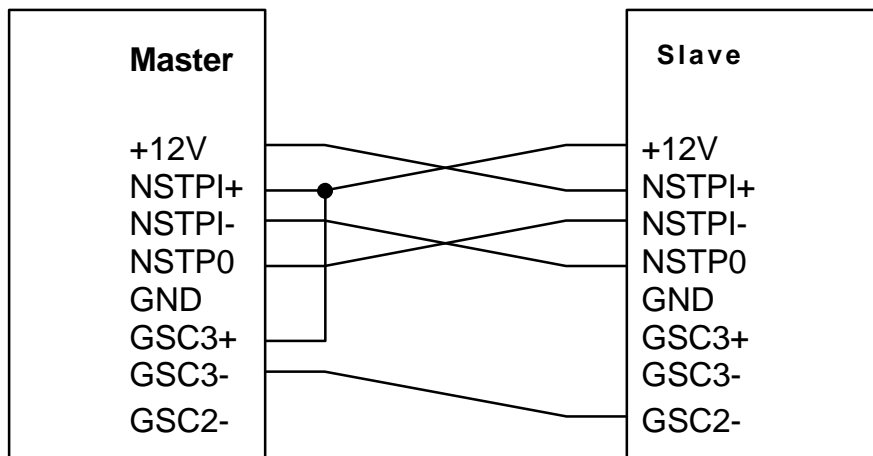 Master
+12V
NSTPI+
NSTPI-
NSTP0
GND
GSC3+
GSC3-
GSC2-
Slave
+12V
NSTPI+
NSTPI-
NSTP0
GND
GSC3+
GSC3-
GSC2-